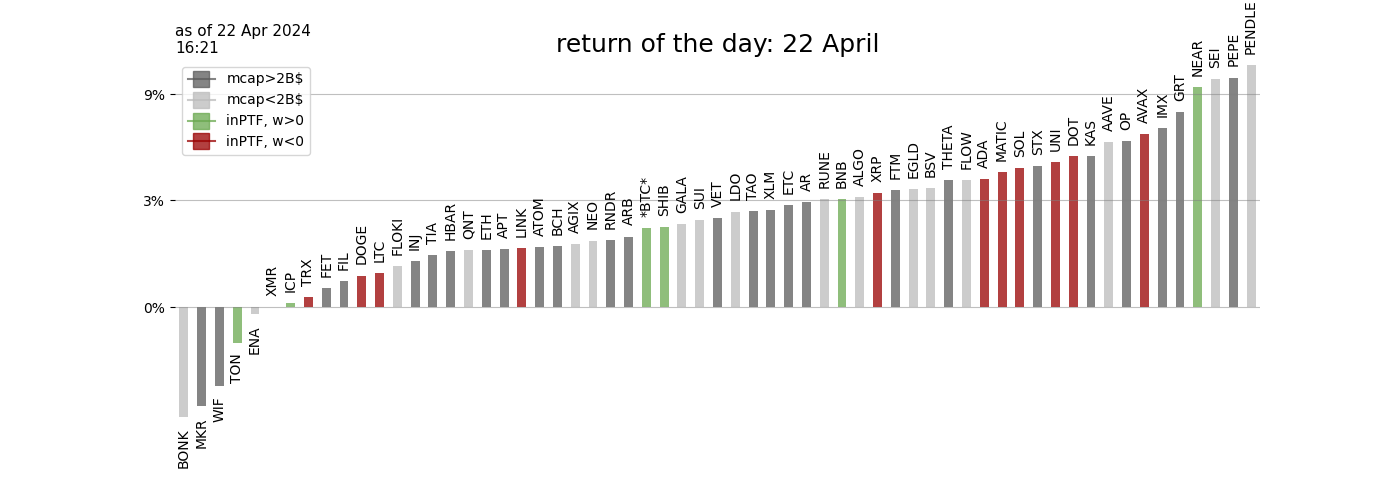 as of 22 Apr 2024
16:21
return of the day: 22 April
mcap>2B$
mcap<2B$
inPTF, w>0
inPTF, w<0
9%
3%
0%
BONK
MKR
WIF
TON
ENA
XMR
ICP
TRX
FET
FIL
DOGE
LTC
FLOKI
INJ
TIA
HBAR
QNT
ETH
APT
LINK
ATOM
BCH
AGIX
NEO
RNDR
ARB
*BTC*
SHIB
GALA
SUI
VET
LDO
TAO
XLM
ETC
AR
RUNE
BNB
ALGO
XRP
FTM
EGLD
BSV
THETA
FLOW
ADA
MATIC
SOL
STX
UNI
DOT
KAS
AAVE
OP
AVAX
IMX
GRT
NEAR
SEI
PEPE
PENDLE